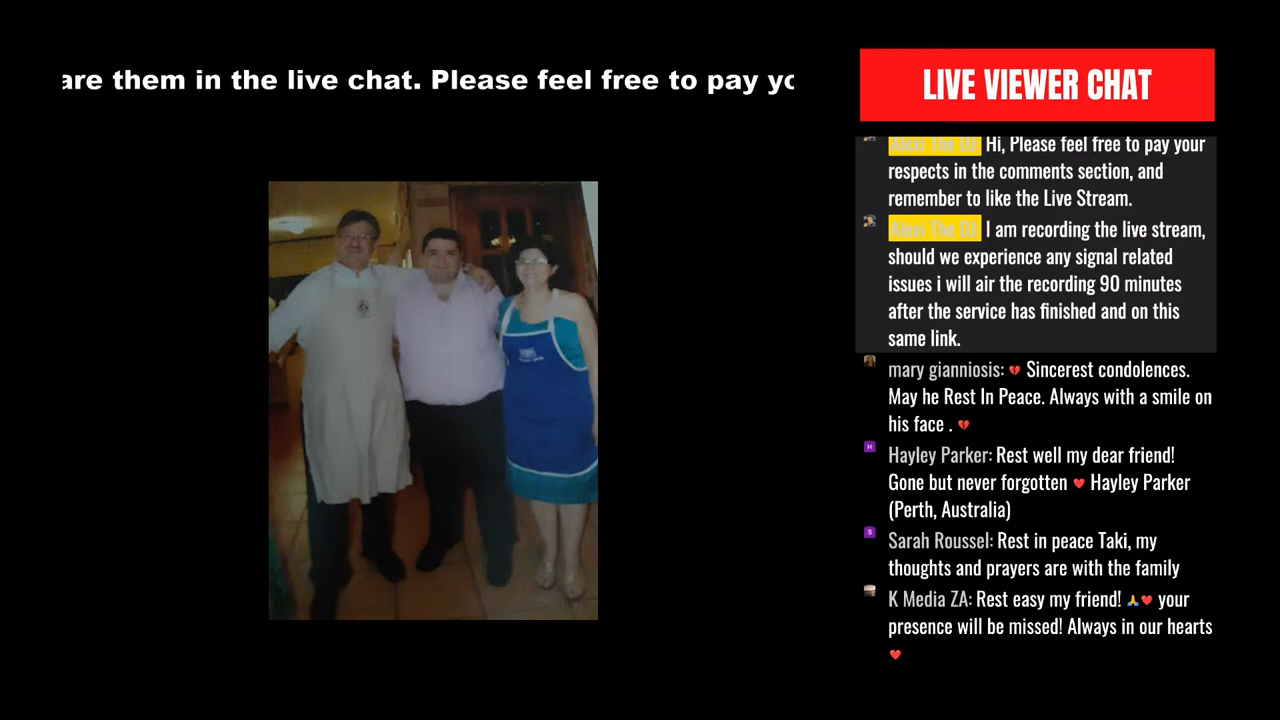 are them in the live chat. Please feel free to pay yo
LIVE VIEWER CHAT
Alexi The DJ: Hi, Please feel free to pay your
respects in the comments section, and
remember to like the Live Stream.
Alexi The DJ: I am recording the live stream,
should we experience any signal related
issues i will air the recording 90 minutes
after the service has finished and on this
same link.
mary gianniosis: 💔 Sincerest condolences.
May he Rest In Peace. Always with a smile on
his face . 💔
H
Hayley Parker: Rest well my dear friend!
Gone but never forgotten ❤️ Hayley Parker
(Perth, Australia)
S
Sarah Roussel: Rest in peace Taki, my
thoughts and prayers are with the family
K Media ZA: Rest easy my friend! 🙏❤️ your
presence will be missed! Always in our hearts
❤️